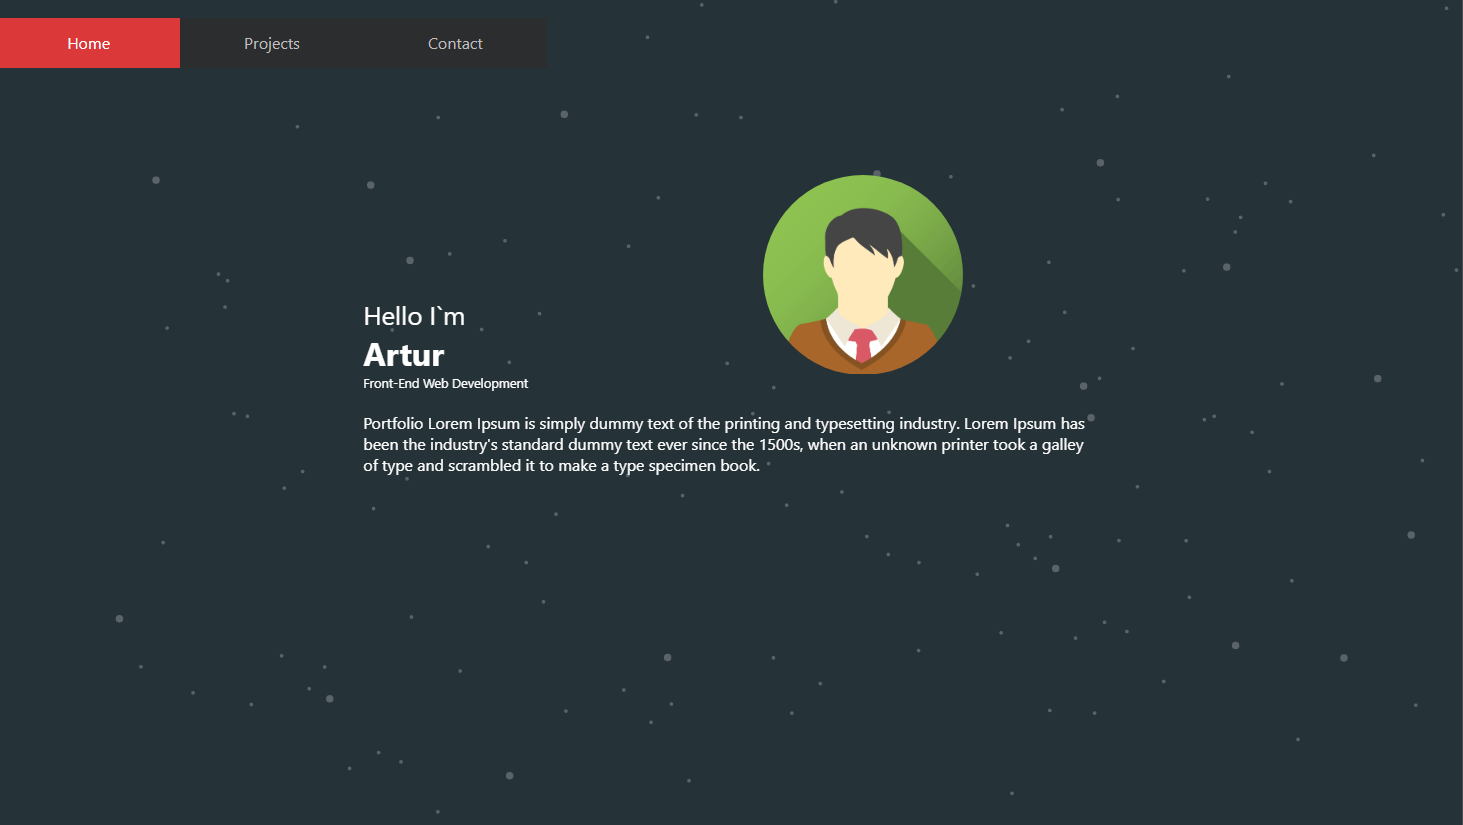 Home
Projects
Contact
Hello I`m
Artur
Front-End Web Development
Portfolio Lorem Ipsum is simply dummy text of the printing and typesetting industry. Lorem Ipsum has
been the industry's standard dummy text ever since the 1500s, when an unknown printer took a galley
of type and scrambled it to make a type specimen book.